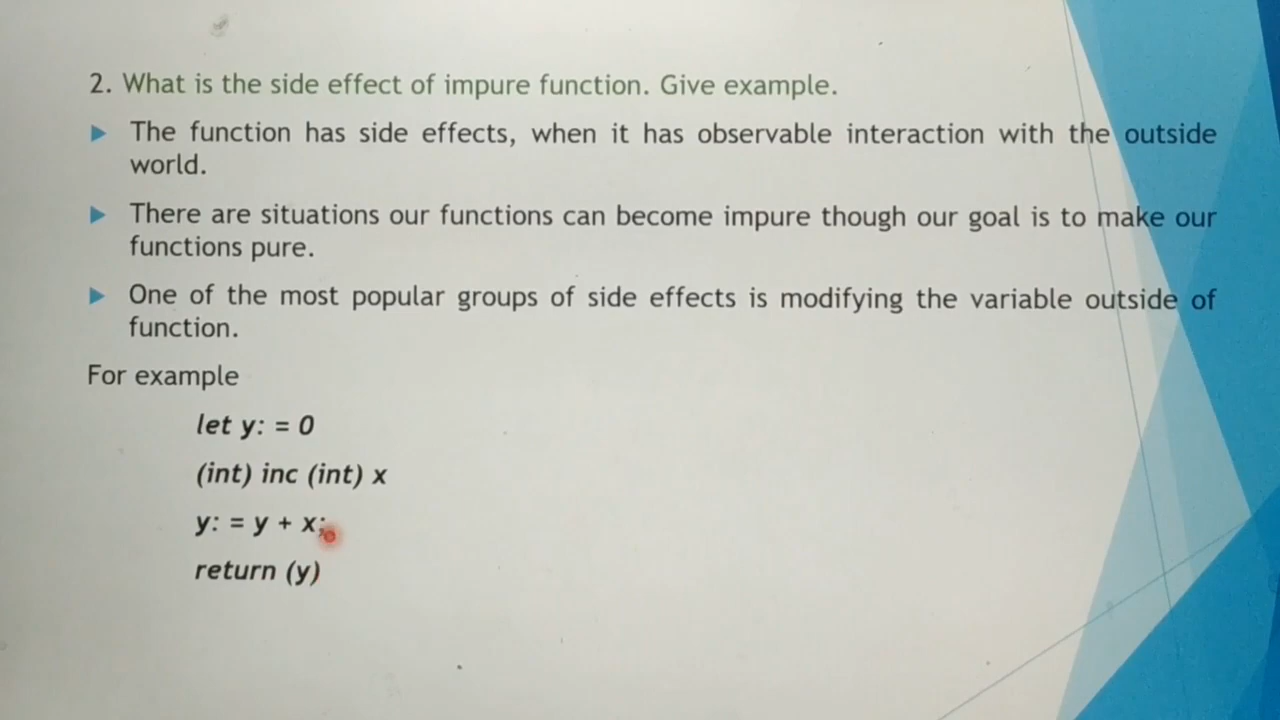 2. What is the side effect of impure function. Give example.
The function has side effects, when it has observable interaction with the outside
world.
There are situations our functions can become impure though our goal is to make our
functions pure.
One of the most popular groups of side effects is modifying the variable outside of
function.
For example
let y: = 0
(int) inc (int) x
y: = y + x;
return (y)